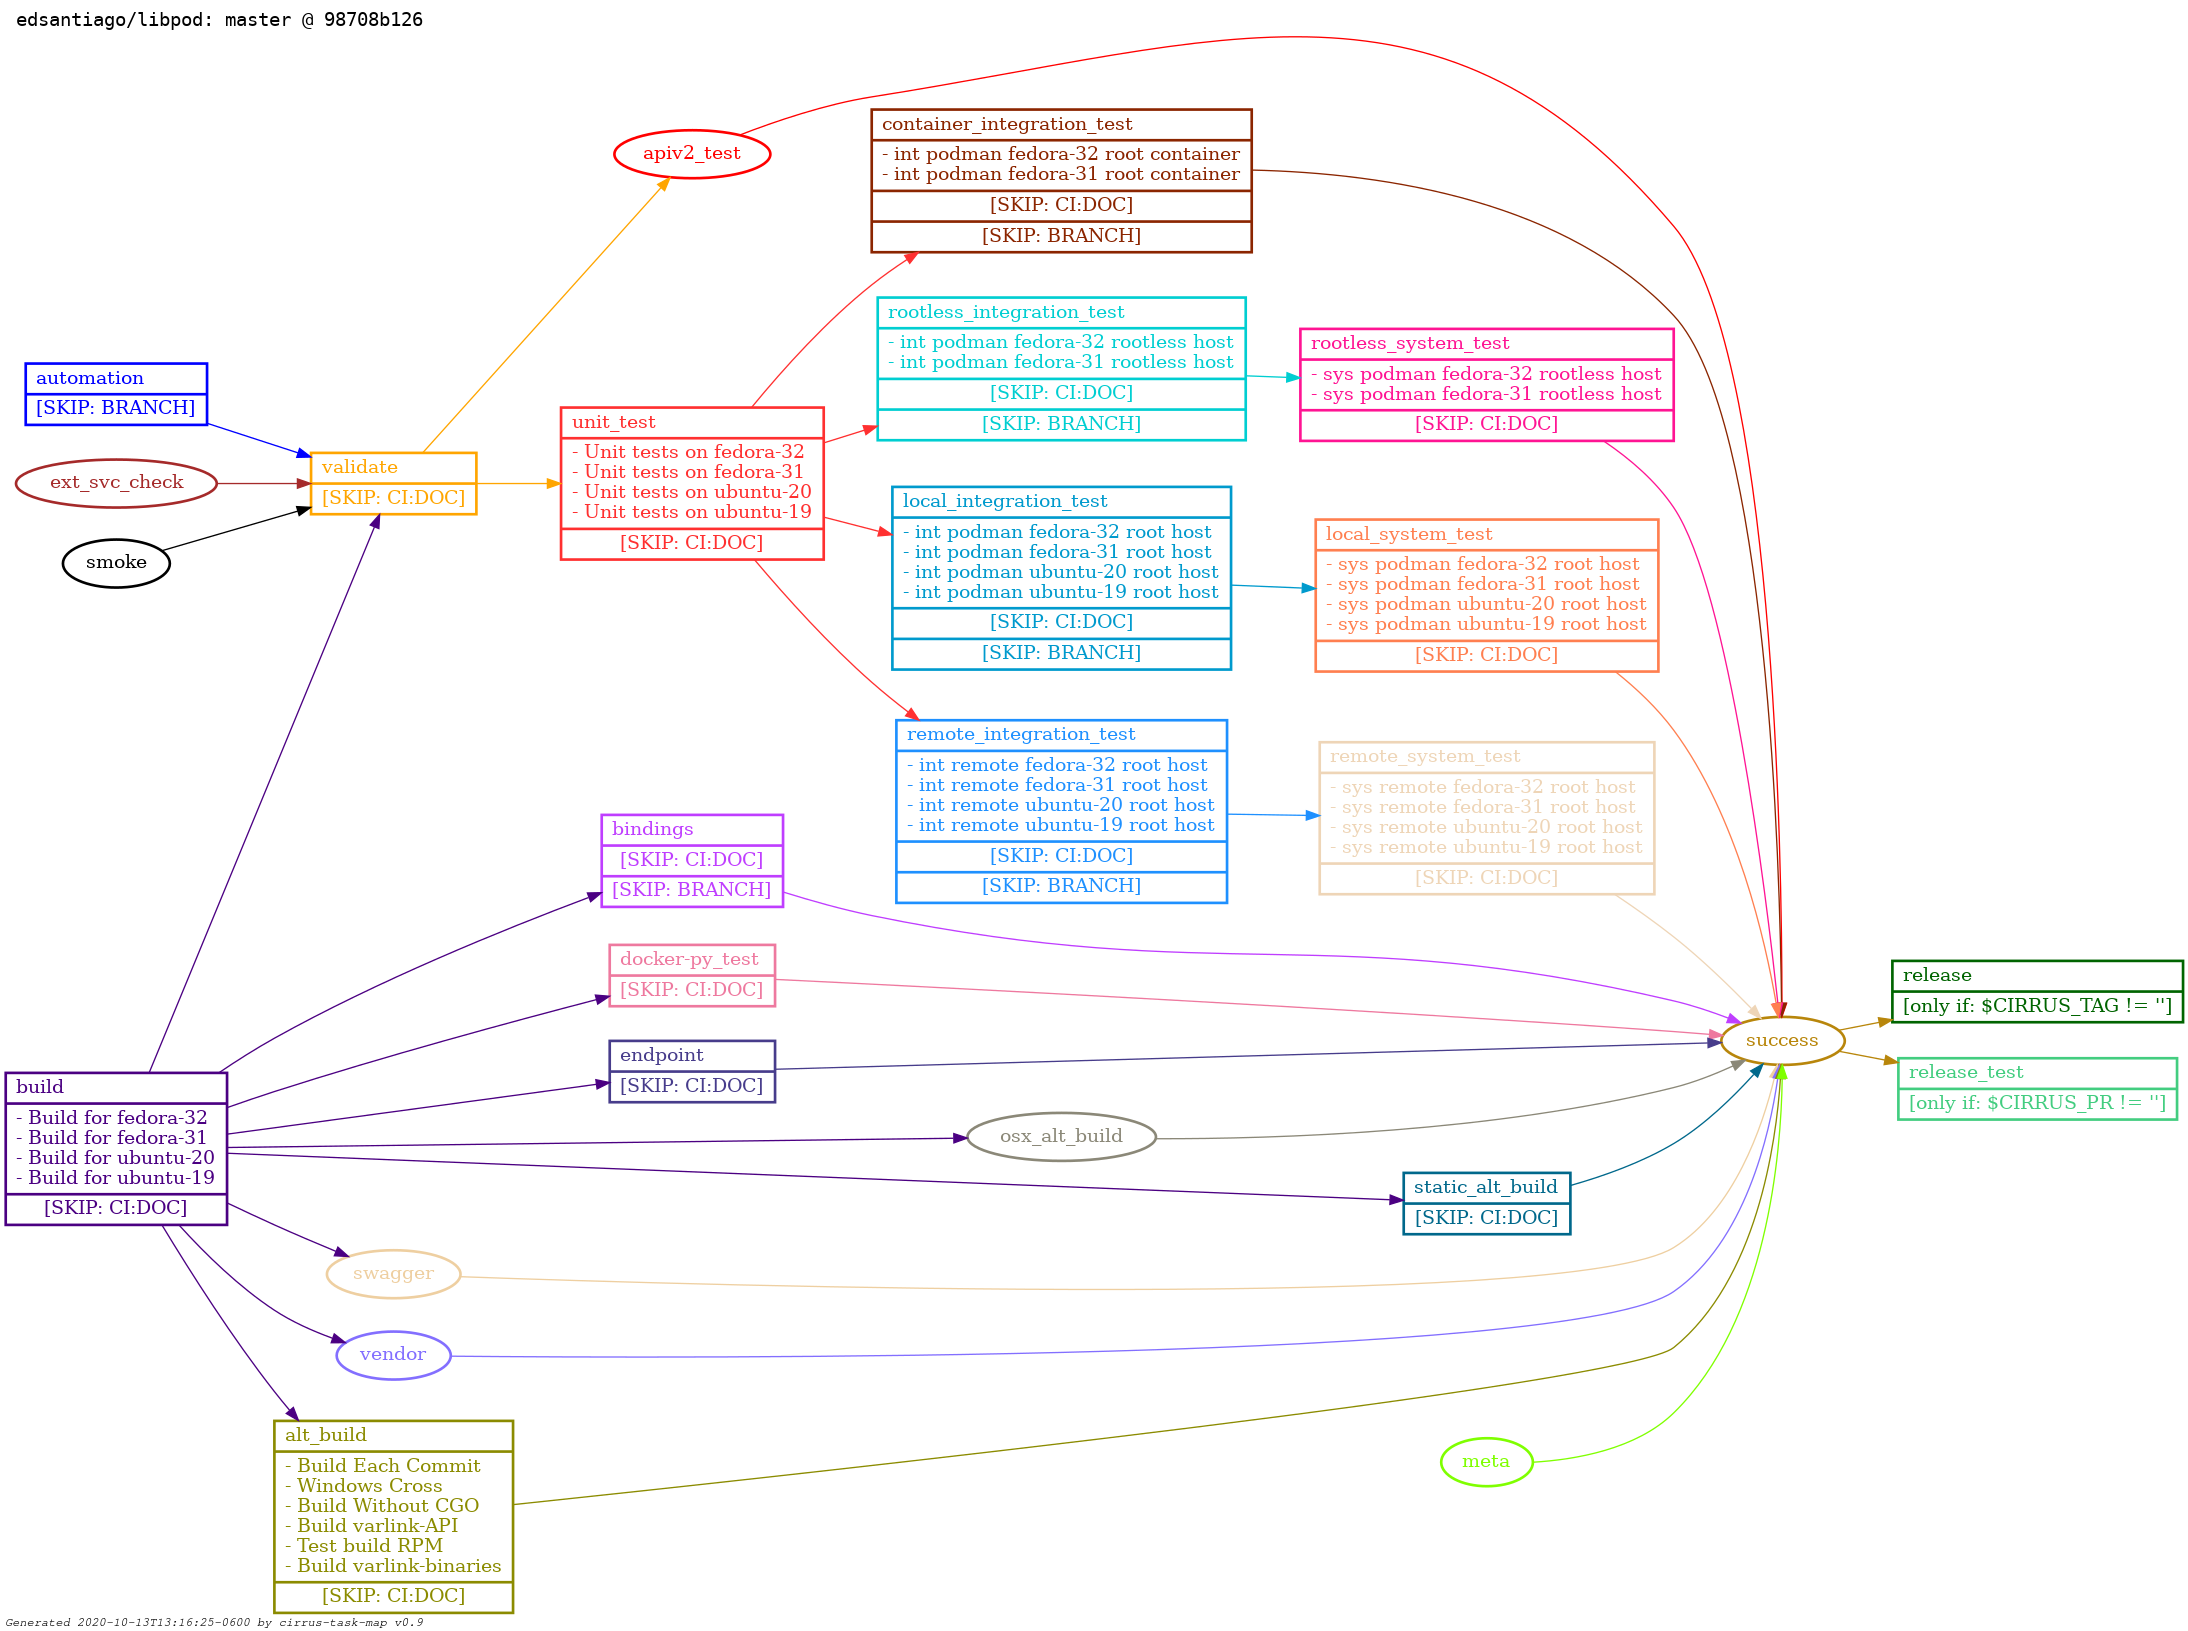 edsantiago/libpod: master @ 98708b126
apiv2_test
container_integration_test
- int podman fedora-32 root container
- int podman fedora-31 root container
[SKIP: CI:DOC]
[SKIP: BRANCH]
rootless_integration_test
- int podman fedora-32 rootless host
- int podman fedora-31 rootless host
[SKIP: CI:DOC]
[SKIP: BRANCH]
rootless_system_test
- sys podman fedora-32 rootless host
- sys podman fedora-31 rootless host
[SKIP: CI:DOC]
automation
[SKIP: BRANCH]
ext_svc_check
smoke
validate
[SKIP: CI:DOC]
unit_test
- Unit tests on fedora-32
- Unit tests on fedora-31
- Unit tests on ubuntu-20
- Unit tests on ubuntu-19
[SKIP: CI:DOC]
local_integration_test
- int podman fedora-32 root host
- int podman fedora-31 root host
- int podman ubuntu-20 root host
- int podman ubuntu-19 root host
[SKIP: CI:DOC]
[SKIP: BRANCH]
local_system_test
- sys podman fedora-32 root host
- sys podman fedora-31 root host
- sys podman ubuntu-20 root host
- sys podman ubuntu-19 root host
[SKIP: CI:DOC]
remote_integration_test
- int remote fedora-32 root host
- int remote fedora-31 root host
- int remote ubuntu-20 root host
- int remote ubuntu-19 root host
[SKIP: CI:DOC]
[SKIP: BRANCH]
remote_system_test
- sys remote fedora-32 root host
- sys remote fedora-31 root host
- sys remote ubuntu-20 root host
- sys remote ubuntu-19 root host
[SKIP: CI:DOC]
bindings
[SKIP: CI:DOC]
[SKIP: BRANCH]
docker-py_test
[SKIP: CI:DOC]
endpoint
[SKIP: CI:DOC]
success
release
[only if: $CIRRUS_TAG != '']
release_test
[only if: $CIRRUS_PR != '']
build
- Build for fedora-32
- Build for fedora-31
- Build for ubuntu-20
- Build for ubuntu-19
[SKIP: CI:DOC]
osx_alt_build
static_alt_build
[SKIP: CI:DOC]
swagger
vendor
alt_build
- Build Each Commit
- Windows Cross
- Build Without CGO
- Build varlink-API
- Test build RPM
- Build varlink-binaries
[SKIP: CI:DOC]
meta
Generated 2020-10-13T13:16:25-0600 by cirrus-task-map v0.9